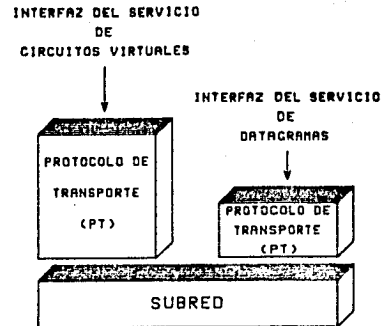 INTERFAZ DEL SERVICIO
DE
CIRCUITOS VIRTUALES
INTERFAZ DEL SERVICIO
DE
DATAGRAMAS
PROTOCOLO DE
TRANSPORTE
(PT)
PROTOCOLO DE
TRANSPORTE
(PT)
SUBRED